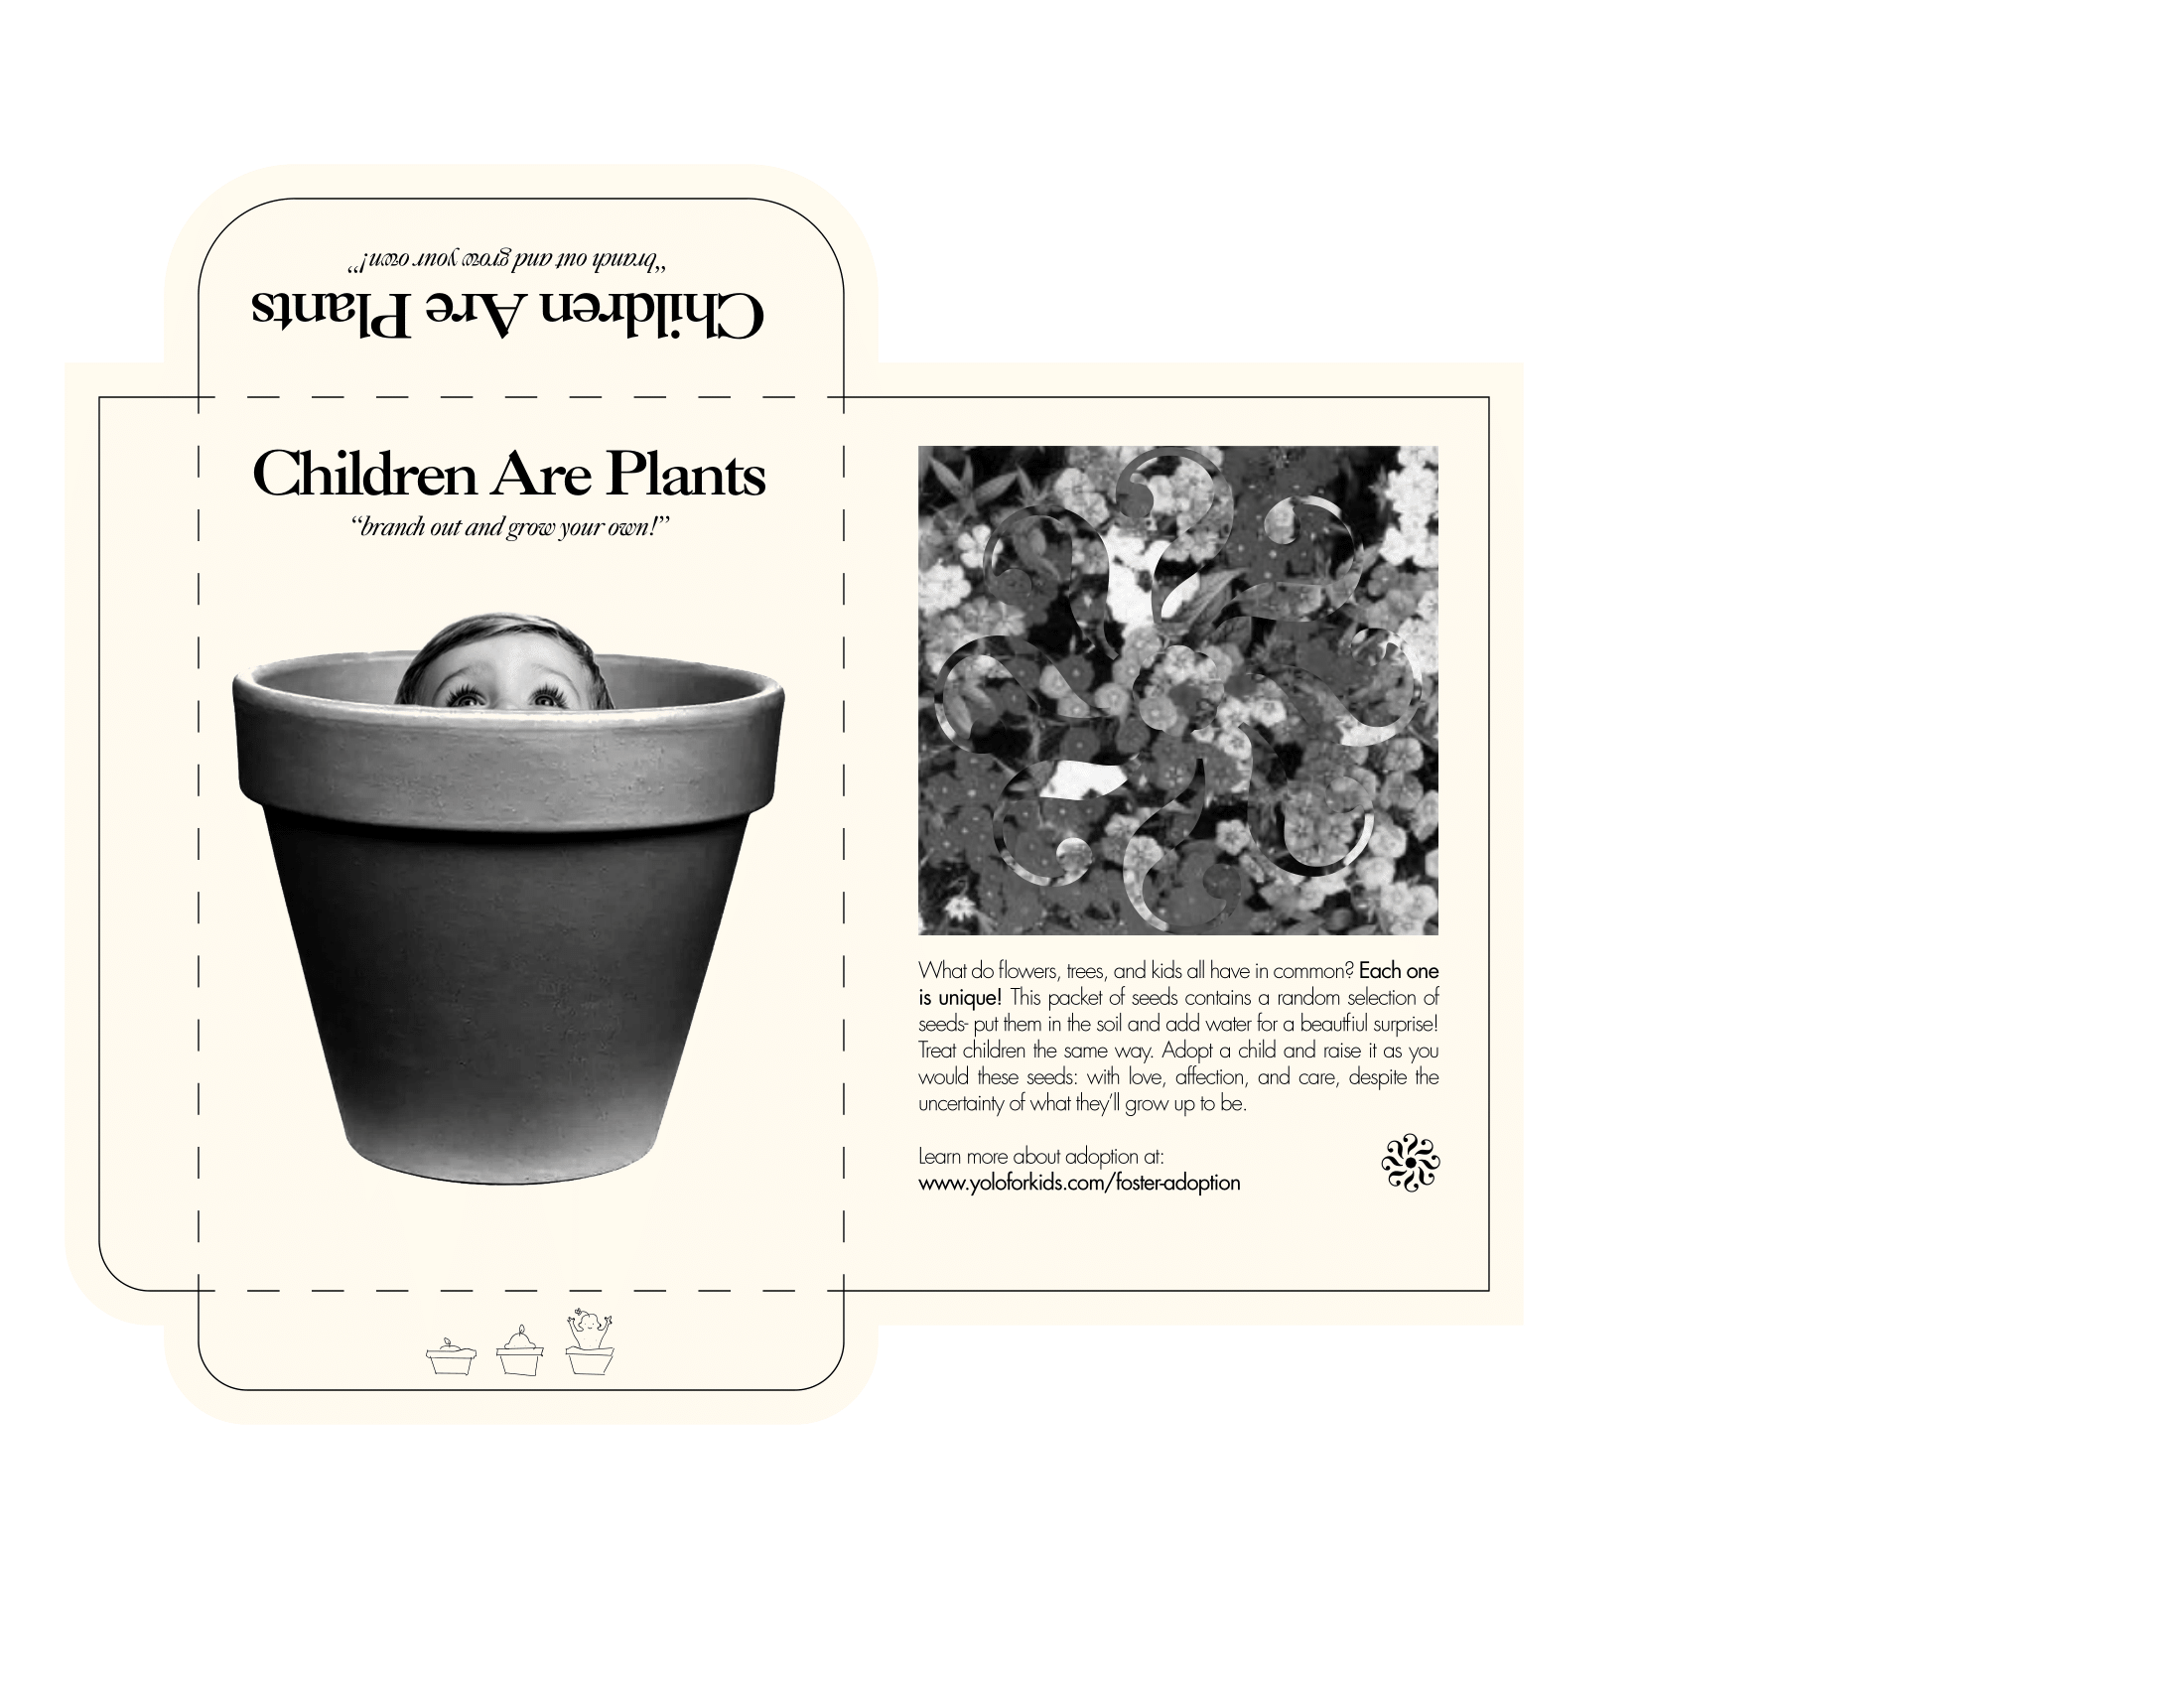 Children Are Plants
“branch out and grow your own!”
Children Are Plants
“branch out and grow your own!”
What do flowers, trees, and kids all have in common? Each one
is unique! This packet of seeds contains a random selection of
seeds- put them in the soil and add water for a beautfiul surprise!
Treat children the same way. Adopt a child and raise it as you
would these seeds: with love, affection, and care, despite the
uncertainty of what they’ll grow up to be.
Learn more about adoption at:
www.yoloforkids.com/foster-adoption